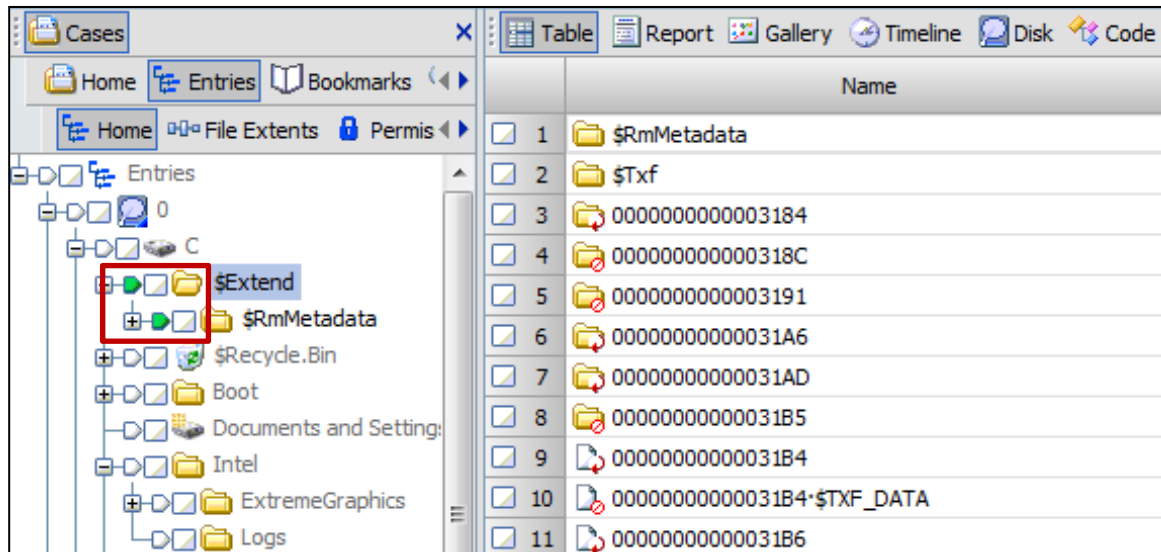 Cases
Home Entries Bookmarks
Home File Extents Permis
Entries
0
C
$Extend
$RmMetadata
$Recycle.Bin
Boot
Documents and Setting
Intel
ExtremeGraphics
Logs
Table Report Gallery Timeline Disk Code
Name
1 $RmMetadata
2 $Txf
3 0000000000003184
4 000000000000318C
5 0000000000003191
6 00000000000031A6
7 00000000000031AD
8 00000000000031B5
9 00000000000031B4
10 00000000000031B4·$TXF_DATA
11 00000000000031B6